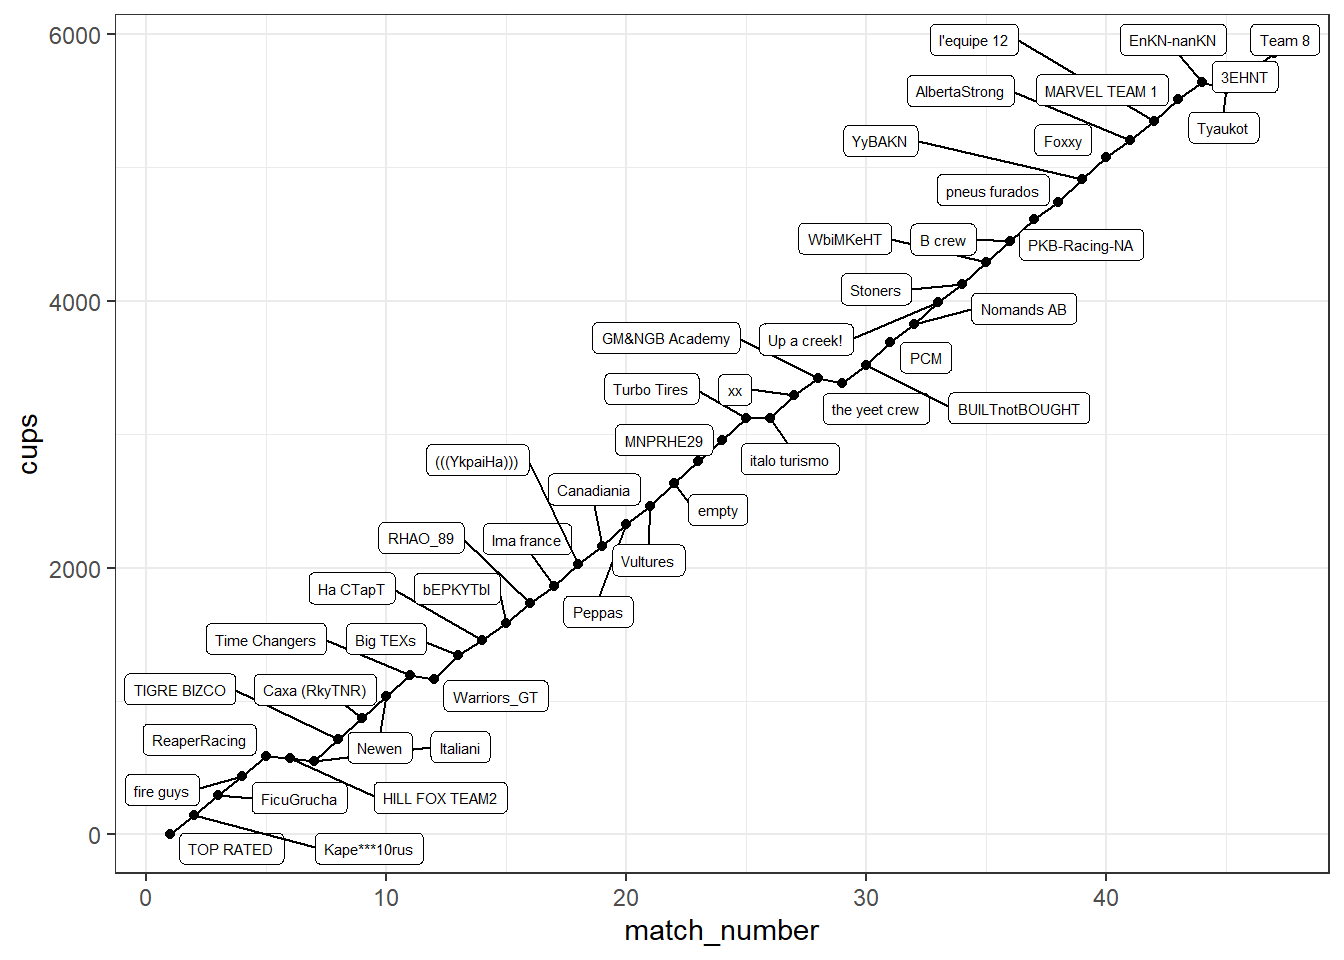 6000
4000
2000
0
cups
l'equipe 12
EnKN-nanKN
Team 8
3EHNT
AlbertaStrong
MARVEL TEAM 1
Tyaukot
YyBAKN
Foxxy
pneus furados
WbiMKeHT
B crew
PKB-Racing-NA
Stoners
Nomands AB
GM&NGB Academy
Up a creek!
PCM
Turbo Tires
xx
the yeet crew
BUILTnotBOUGHT
MNPRHE29
italo turismo
(((YkpaiHa)))
Canadiania
empty
RHAO_89
Ima france
Vultures
Ha CTapT
bEPKYTbI
Peppas
Time Changers
Big TEXs
Warriors_GT
TIGRE BIZCO
Caxa (RkyTNR)
ReaperRacing
Newen
Italiani
fire guys
FicuGrucha
HILL FOX TEAM2
TOP RATED
Kape***10rus
0
10
20
30
40
match_number